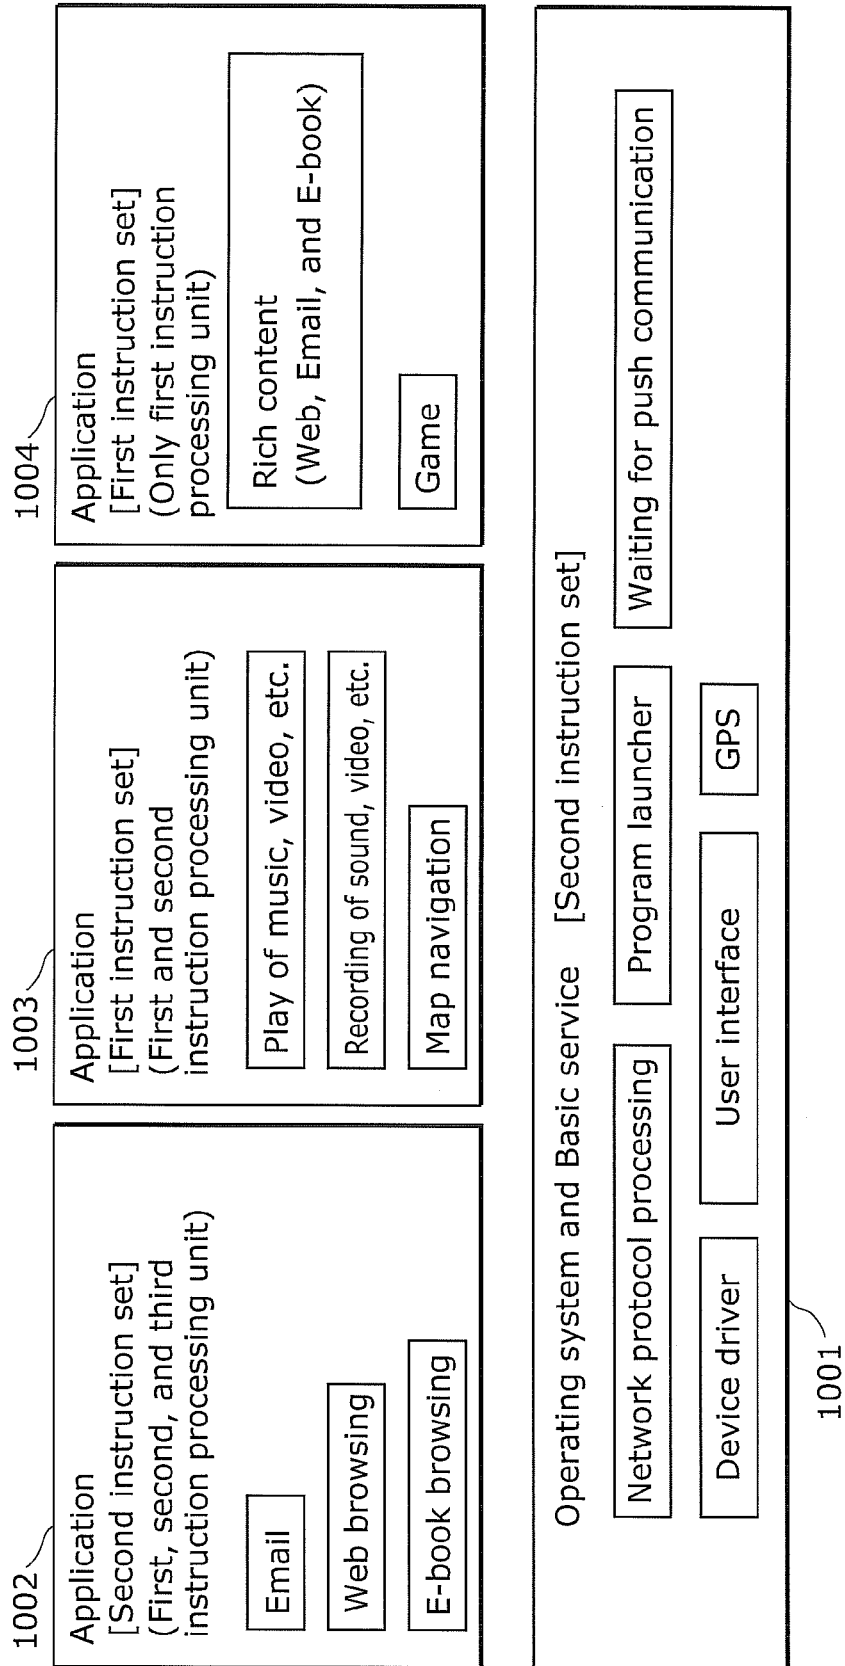 1002
Application
[Second instruction set]
(First, second, and third
instruction processing unit)
Email
Web browsing
E-book browsing
1003
Application
[First instruction set]
(First and second
instruction processing unit)
Play of music, video, etc.
Recording of sound, video, etc.
Map navigation
1004
Application
[First instruction set]
(Only first instruction
processing unit)
Rich content
(Web, Email, and E-book)
Game
Operating system and Basic service [Second instruction set]
Network protocol processing
Program launcher
Waiting for push communication
Device driver
User interface
GPS
1001